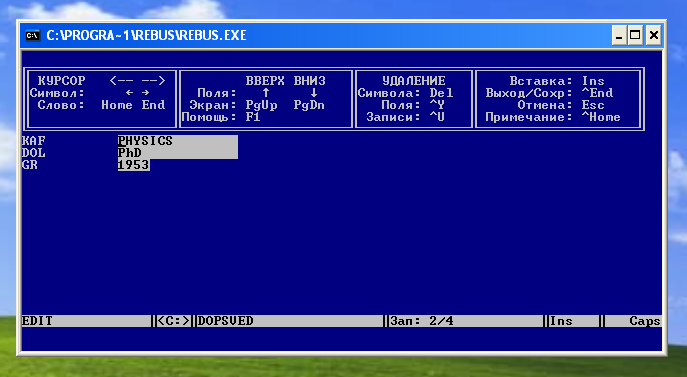 C:\PROGRA~1\REBUS\REBUS.EXE
КУРСОР <-- --> ВВЕРХ ВНИЗ УДАЛЕНИЕ Вставка: Ins
Символ: ← → Поля: ↑ ↓ Символа: Del Выход/Сохр: ^End
Слово: Home End Экран: PgUp PgDn Поля: ^Y Отмена: Esc
Помощь: F1 Записи: ^U Примечание: ^Home
KAF PHYSICS
DOL PhD
GR 1953
EDIT ||<C:>||DOPSVED ||Зап: 2/4 ||Ins || Caps